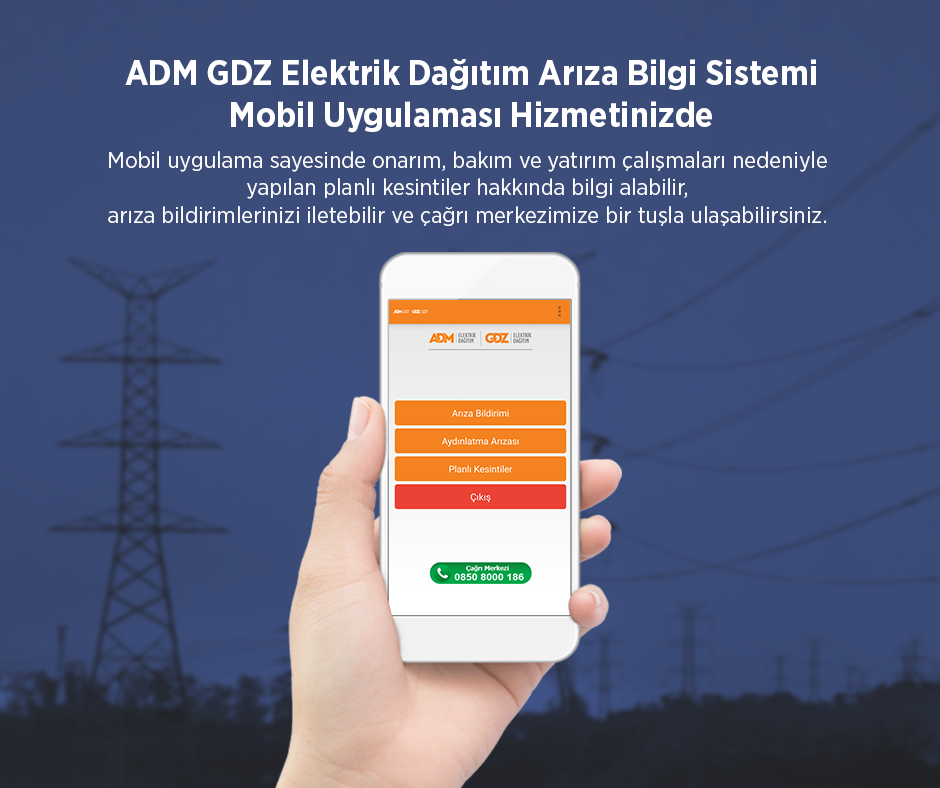 ADM GDZ Elektrik Dağıtım Arıza Bilgi Sistemi
Mobil Uygulaması Hizmetinizde
Mobil uygulama sayesinde onarım, bakım ve yatırım çalışmaları nedeniyle
yapılan planlı kesintiler hakkında bilgi alabilir,
arıza bildirimlerinizi iletebilir ve çağrı merkezimize bir tuşla ulaşabilirsiniz.
ADM GDZ
ADM ELEKTRİK DAĞITIM GDZ ELEKTRİK DAĞITIM
Arıza Bildirimi
Aydınlatma Arızası
Planlı Kesintiler
Çıkış
Çağrı Merkezi
0850 8000 186